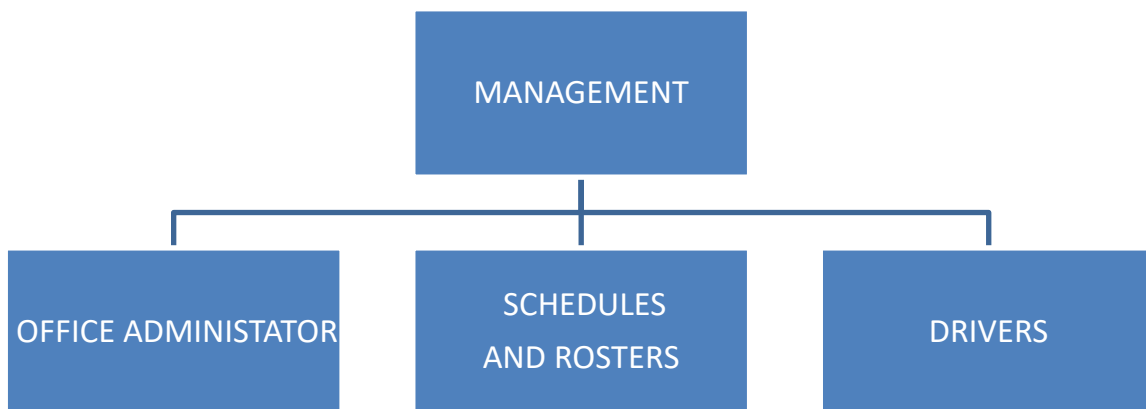 MANAGEMENT
OFFICE ADMINISTATOR
SCHEDULES
AND ROSTERS
DRIVERS